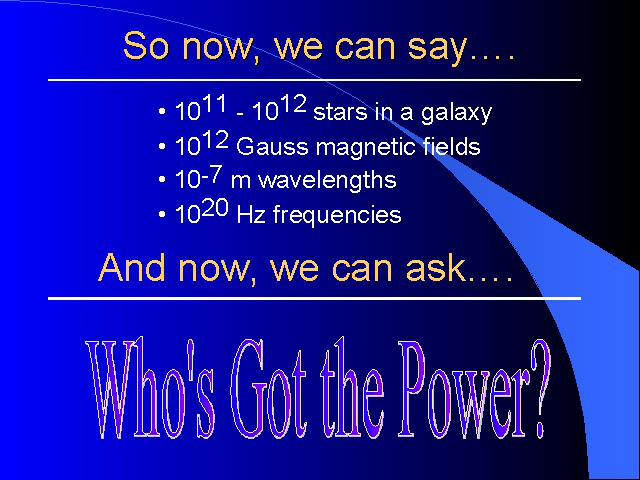 So now, we can say….
• 10¹¹ - 10¹² stars in a galaxy
• 10¹² Gauss magnetic fields
• 10⁻⁷ m wavelengths
• 10²⁰ Hz frequencies
And now, we can ask….
Who's Got the Power?